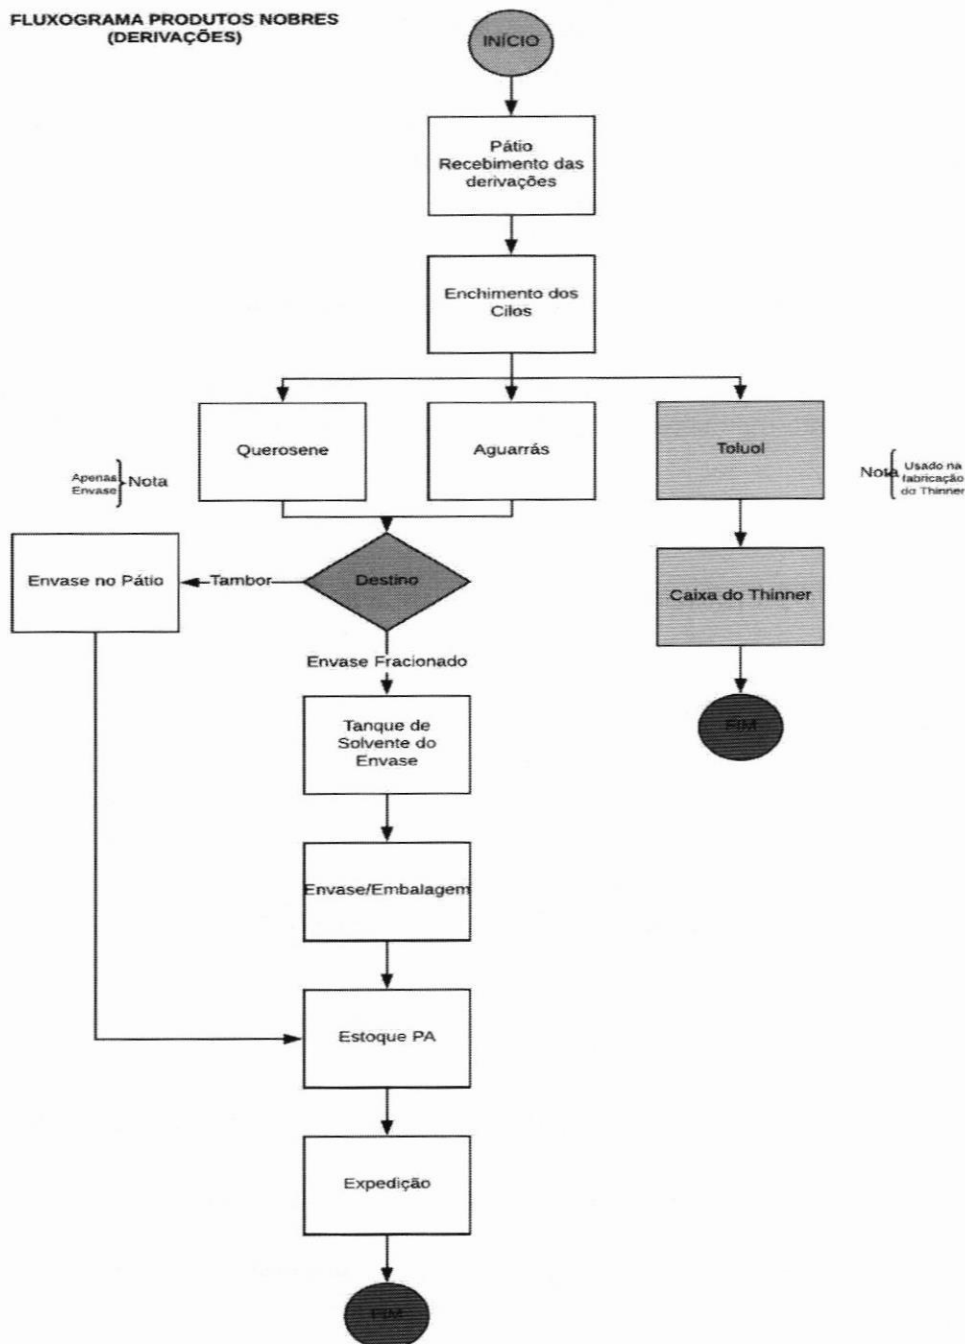 FLUXOGRAMA PRODUTOS NOBRES
(DERIVAÇÕES)
INÍCIO
Pátio
Recebimento das
derivações
Enchimento dos
Cilos
Querosene
Aguarrás
Toluol
Apenas
Envase
Nota
Nota
Usado na
fabricação
do Thinner
Envase no Pátio
Tambor
Destino
Caixa do Thinner
Envase Fracionado
Tanque de
Solvente do
Envase
FIM
Envase/Embalagem
Estoque PA
Expedição
FIM